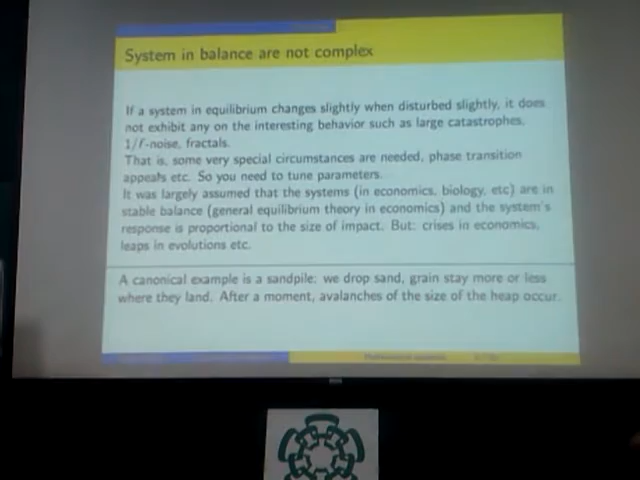 System in balance are not complex
If a system in equilibrium changes slightly when disturbed slightly, it does
not exhibit any on the interesting behavior such as large catastrophes,
1/f-noise, fractals.
That is, some very special circumstances are needed, phase transition
appeals etc. So you need to tune parameters.
It was largely assumed that the systems (in economics, biology, etc) are in
stable balance (general equilibrium theory in economics) and the system's
response is proportional to the size of impact. But: crises in economics,
leaps in evolutions etc.
A canonical example is a sandpile: we drop sand, grain stay more or less
where they land. After a moment, avalanches of the size of the heap occur.